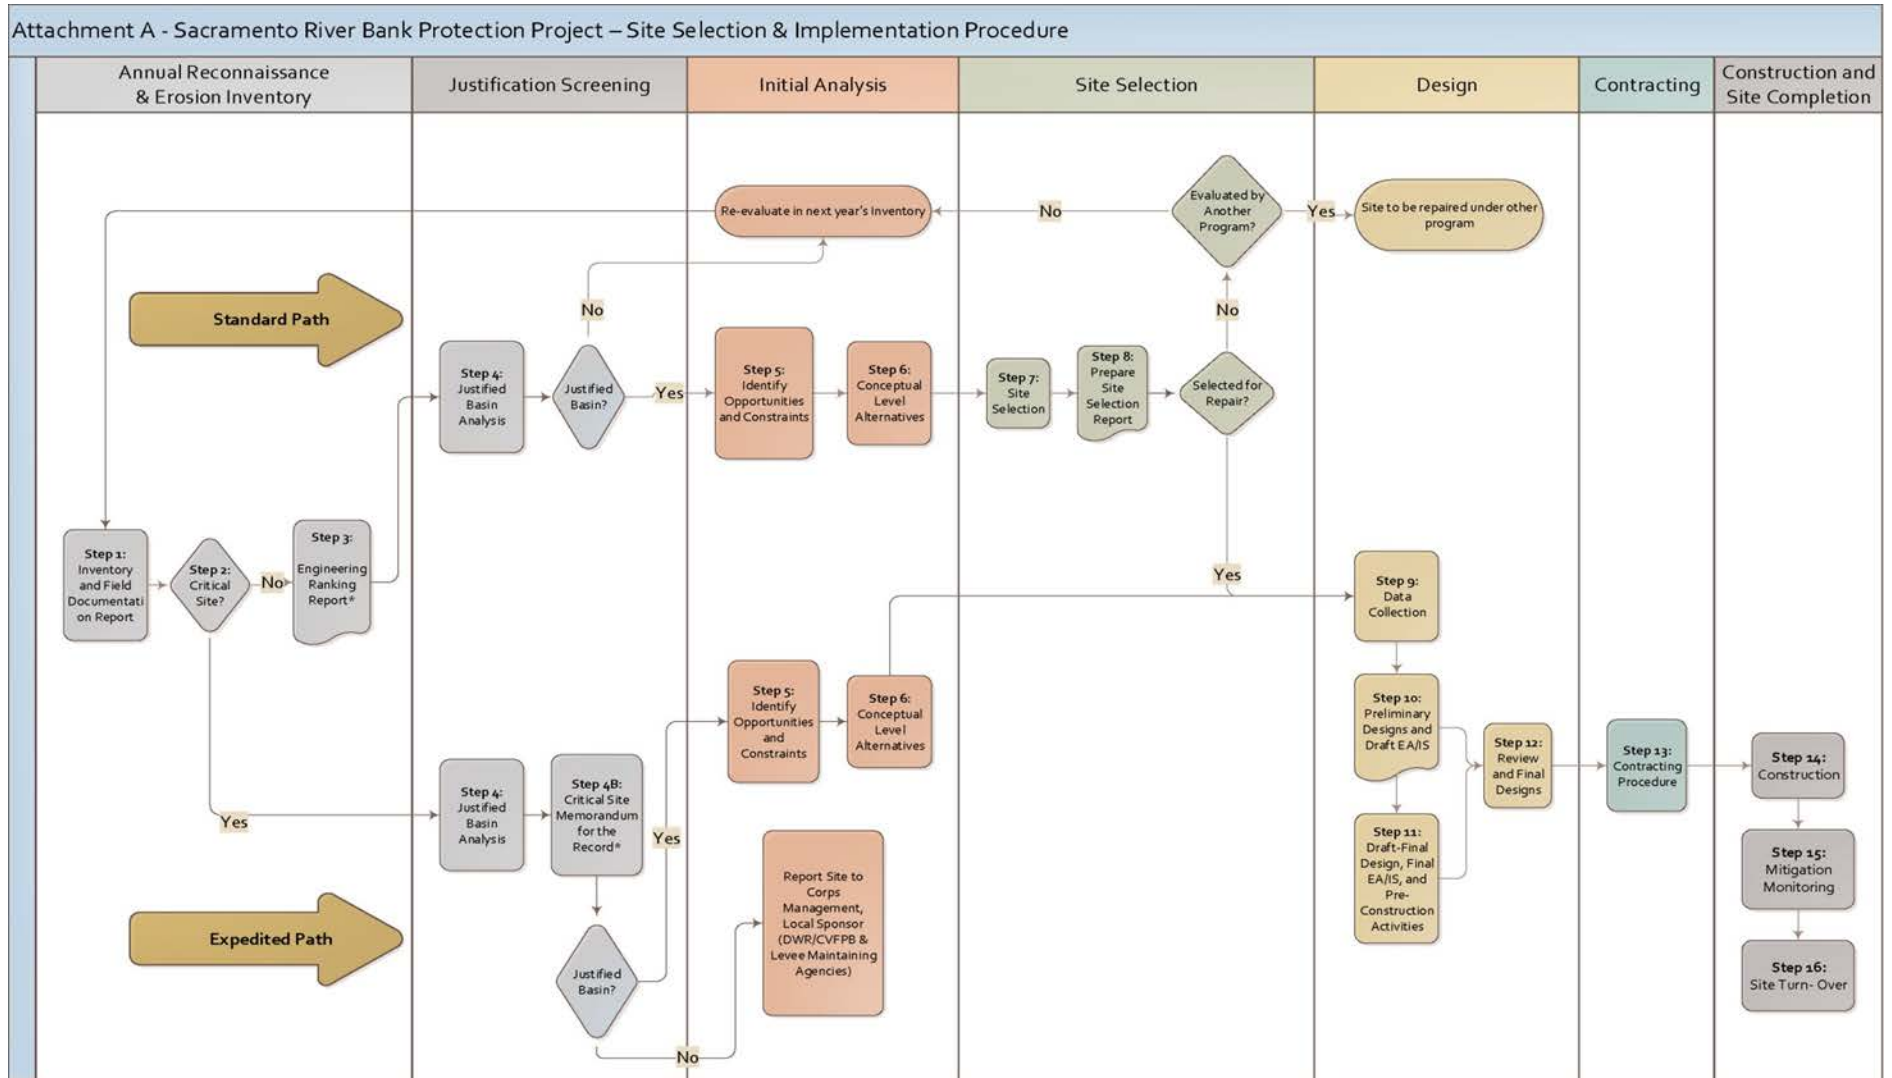 Attachment A - Sacramento River Bank Protection Project – Site Selection & Implementation Procedure
Annual Reconnaissance
& Erosion Inventory
Justification Screening
Initial Analysis
Site Selection
Design
Contracting
Construction and
Site Completion
Re-evaluate in next year's inventory
No
Evaluated by
Another
Program?
Yes
Site to be repaired under other
program
Standard Path
No
No
Step 4:
Justified
Basin
Analysis
Justified
Basin?
Yes
Step 5:
Identify
Opportunities
and Constraints
Step 6:
Conceptual
Level
Alternatives
Step 7:
Site
Selection
Step 8:
Prepare
Site
Selection
Report
Selected for
Repair?
Yes
Step 1:
Inventory
and Field
Documentati
on Report
Step 2:
Critical
Site?
No
Step 3:
Engineering
Ranking
Report*
Yes
Step 4:
Justified
Basin
Analysis
Step 4B:
Critical Site
Memorandum
for the
Record*
Yes
Step 5:
Identify
Opportunities
and
Constraints
Step 6:
Conceptual
Level
Alternatives
Expedited Path
Justified
Basin?
No
Report Site to
Corps
Management,
Local Sponsor
(DWR/CVFPB &
Levee Maintaining
Agencies)
Step 9:
Data
Collection
Step 10:
Preliminary
Designs and
Draft EA/IS
Step 11:
Draft-Final
Design, Final
EA/IS, and
Pre-
Construction
Activities
Step 12:
Review
and Final
Designs
Step 13:
Contracting
Procedure
Step 14:
Construction
Step 15:
Mitigation
Monitoring
Step 16:
Site Turn- Over